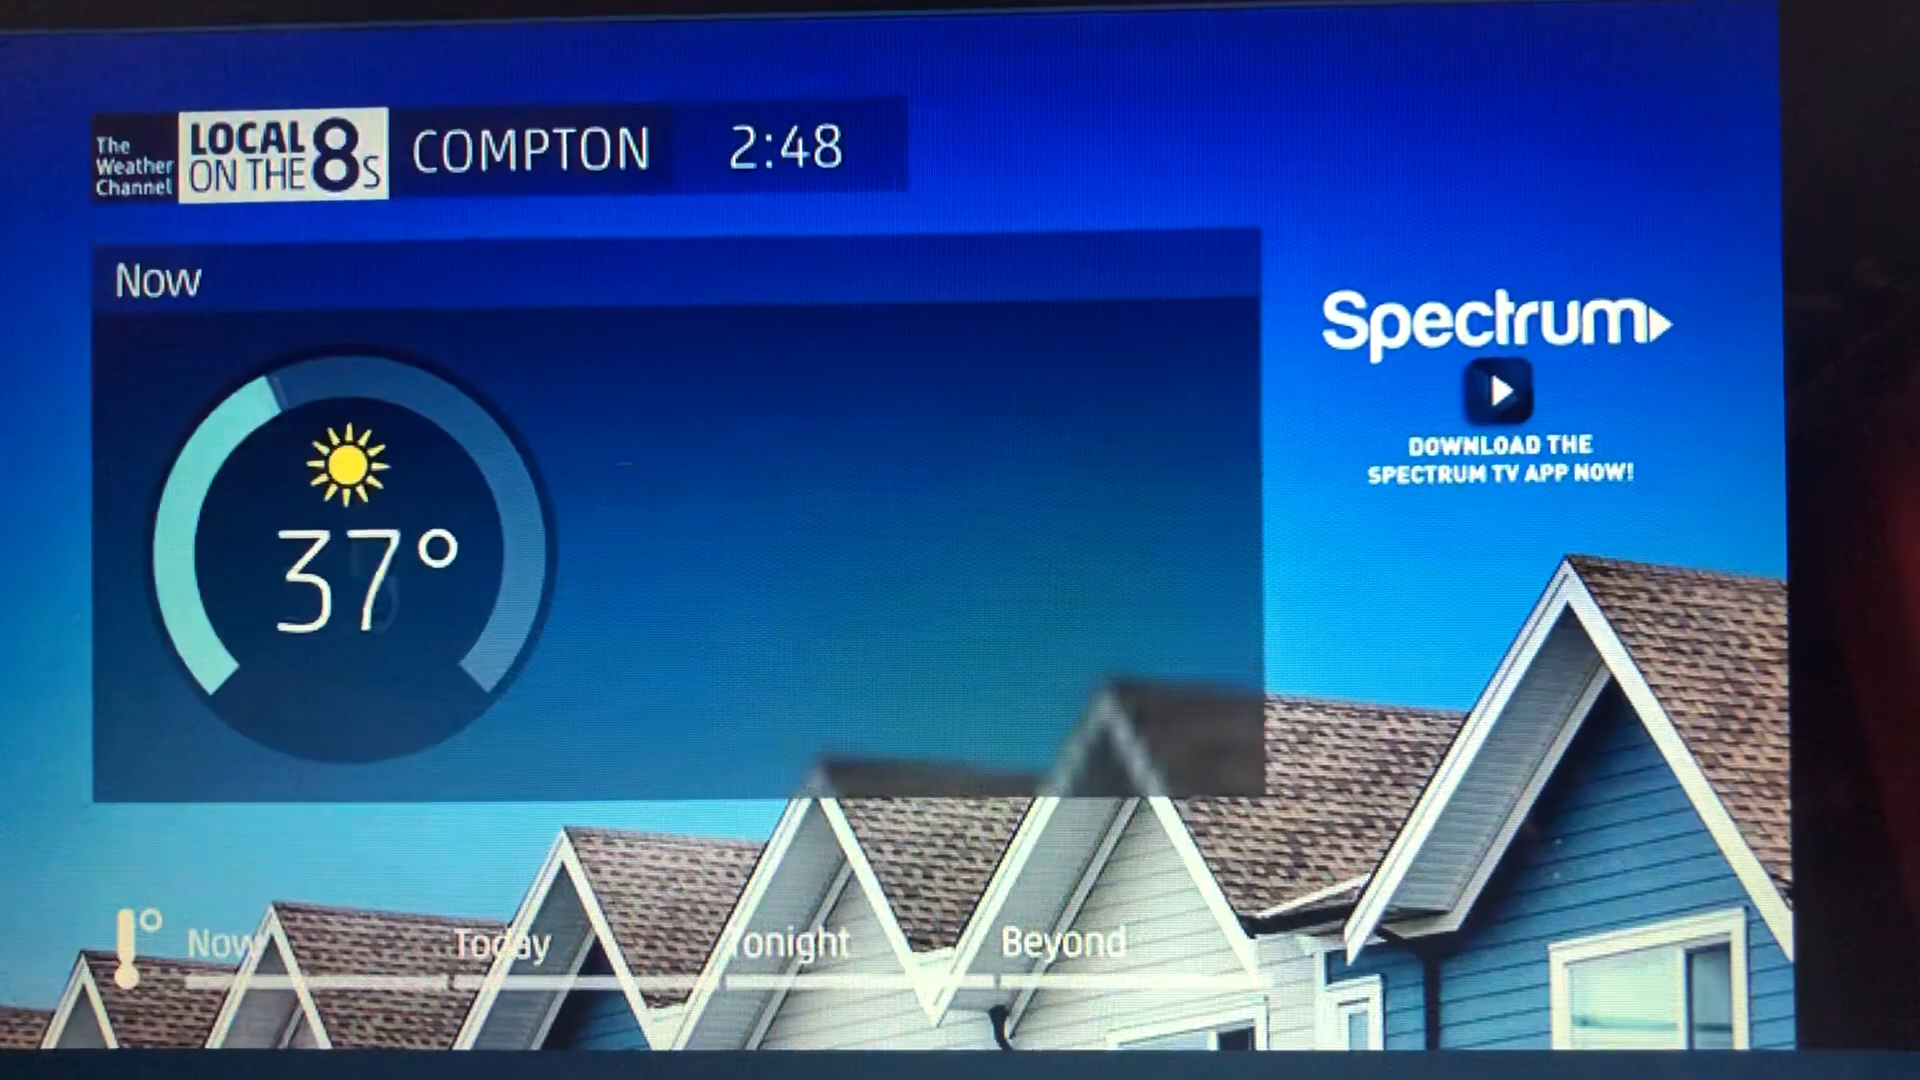 The
Weather
Channel
LOCAL
ON THE 8s
COMPTON
2:48
Now
37°
Spectrum
DOWNLOAD THE
SPECTRUM TV APP NOW!
Now
Today
Tonight
Beyond